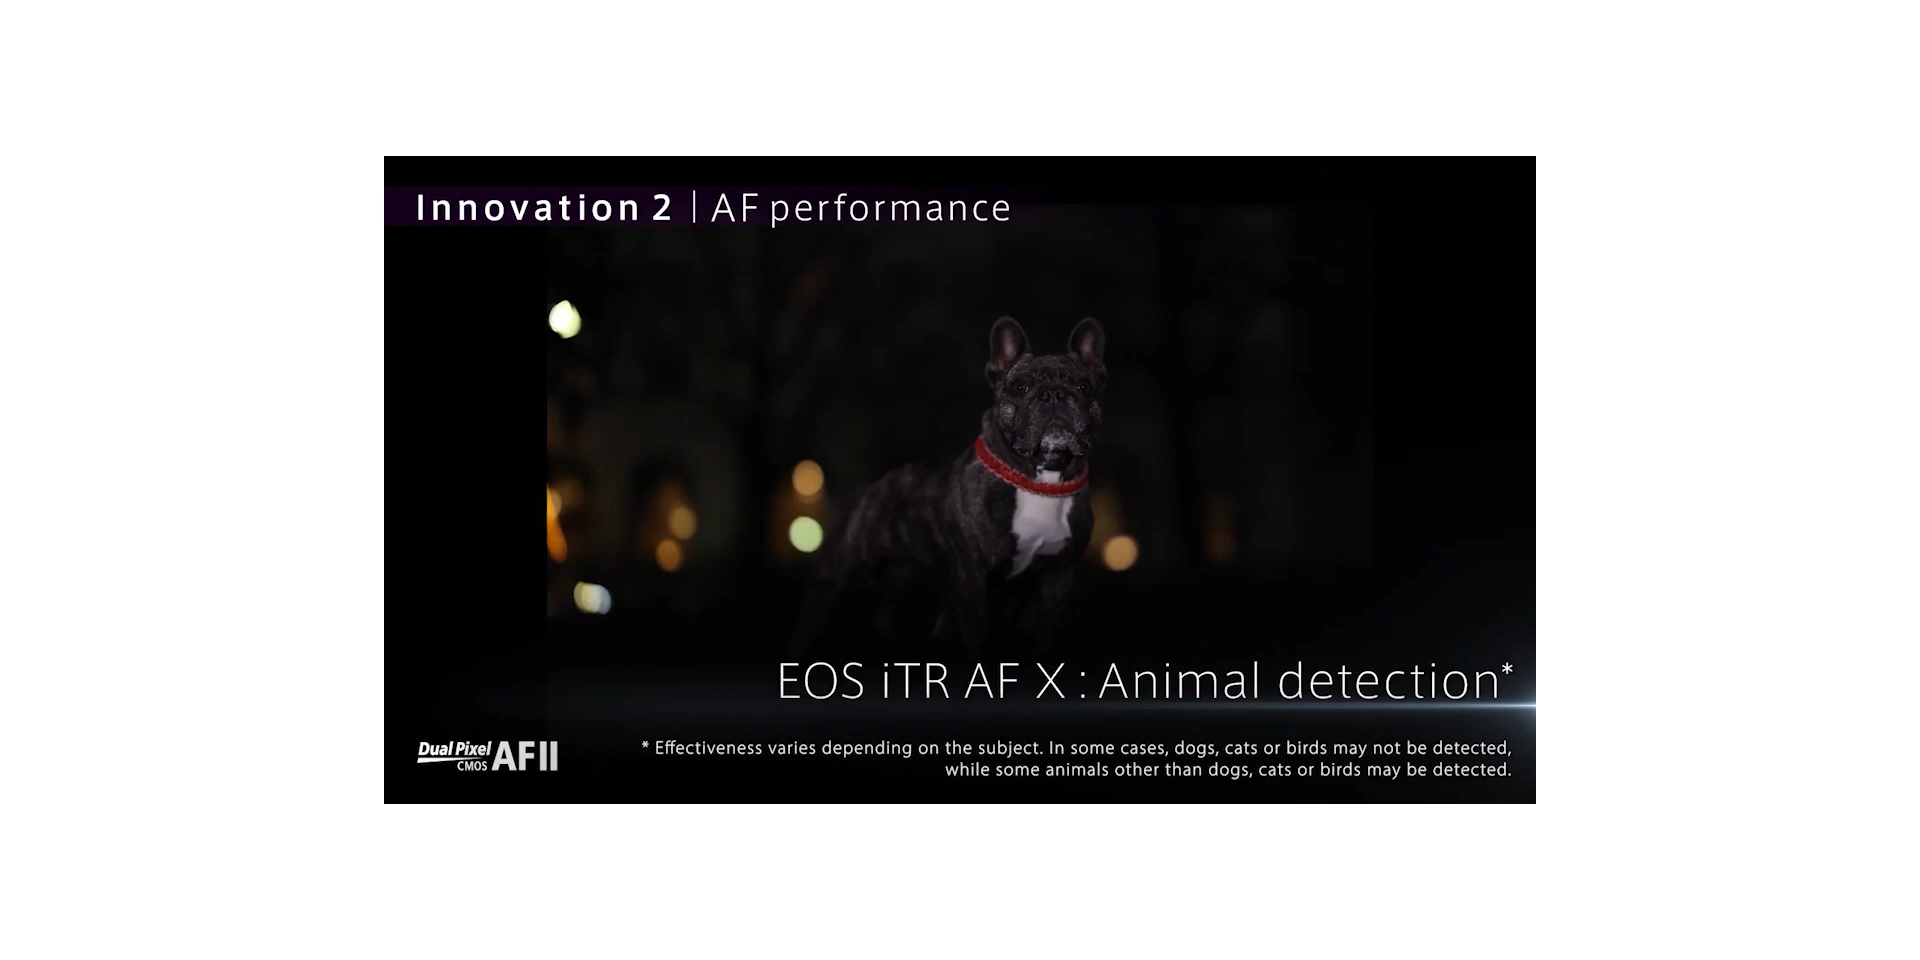 Innovation 2 | AF performance
EOS iTR AF X : Animal detection*
Dual Pixel
CMOS AF II
* Effectiveness varies depending on the subject. In some cases, dogs, cats or birds may not be detected,
while some animals other than dogs, cats or birds may be detected.